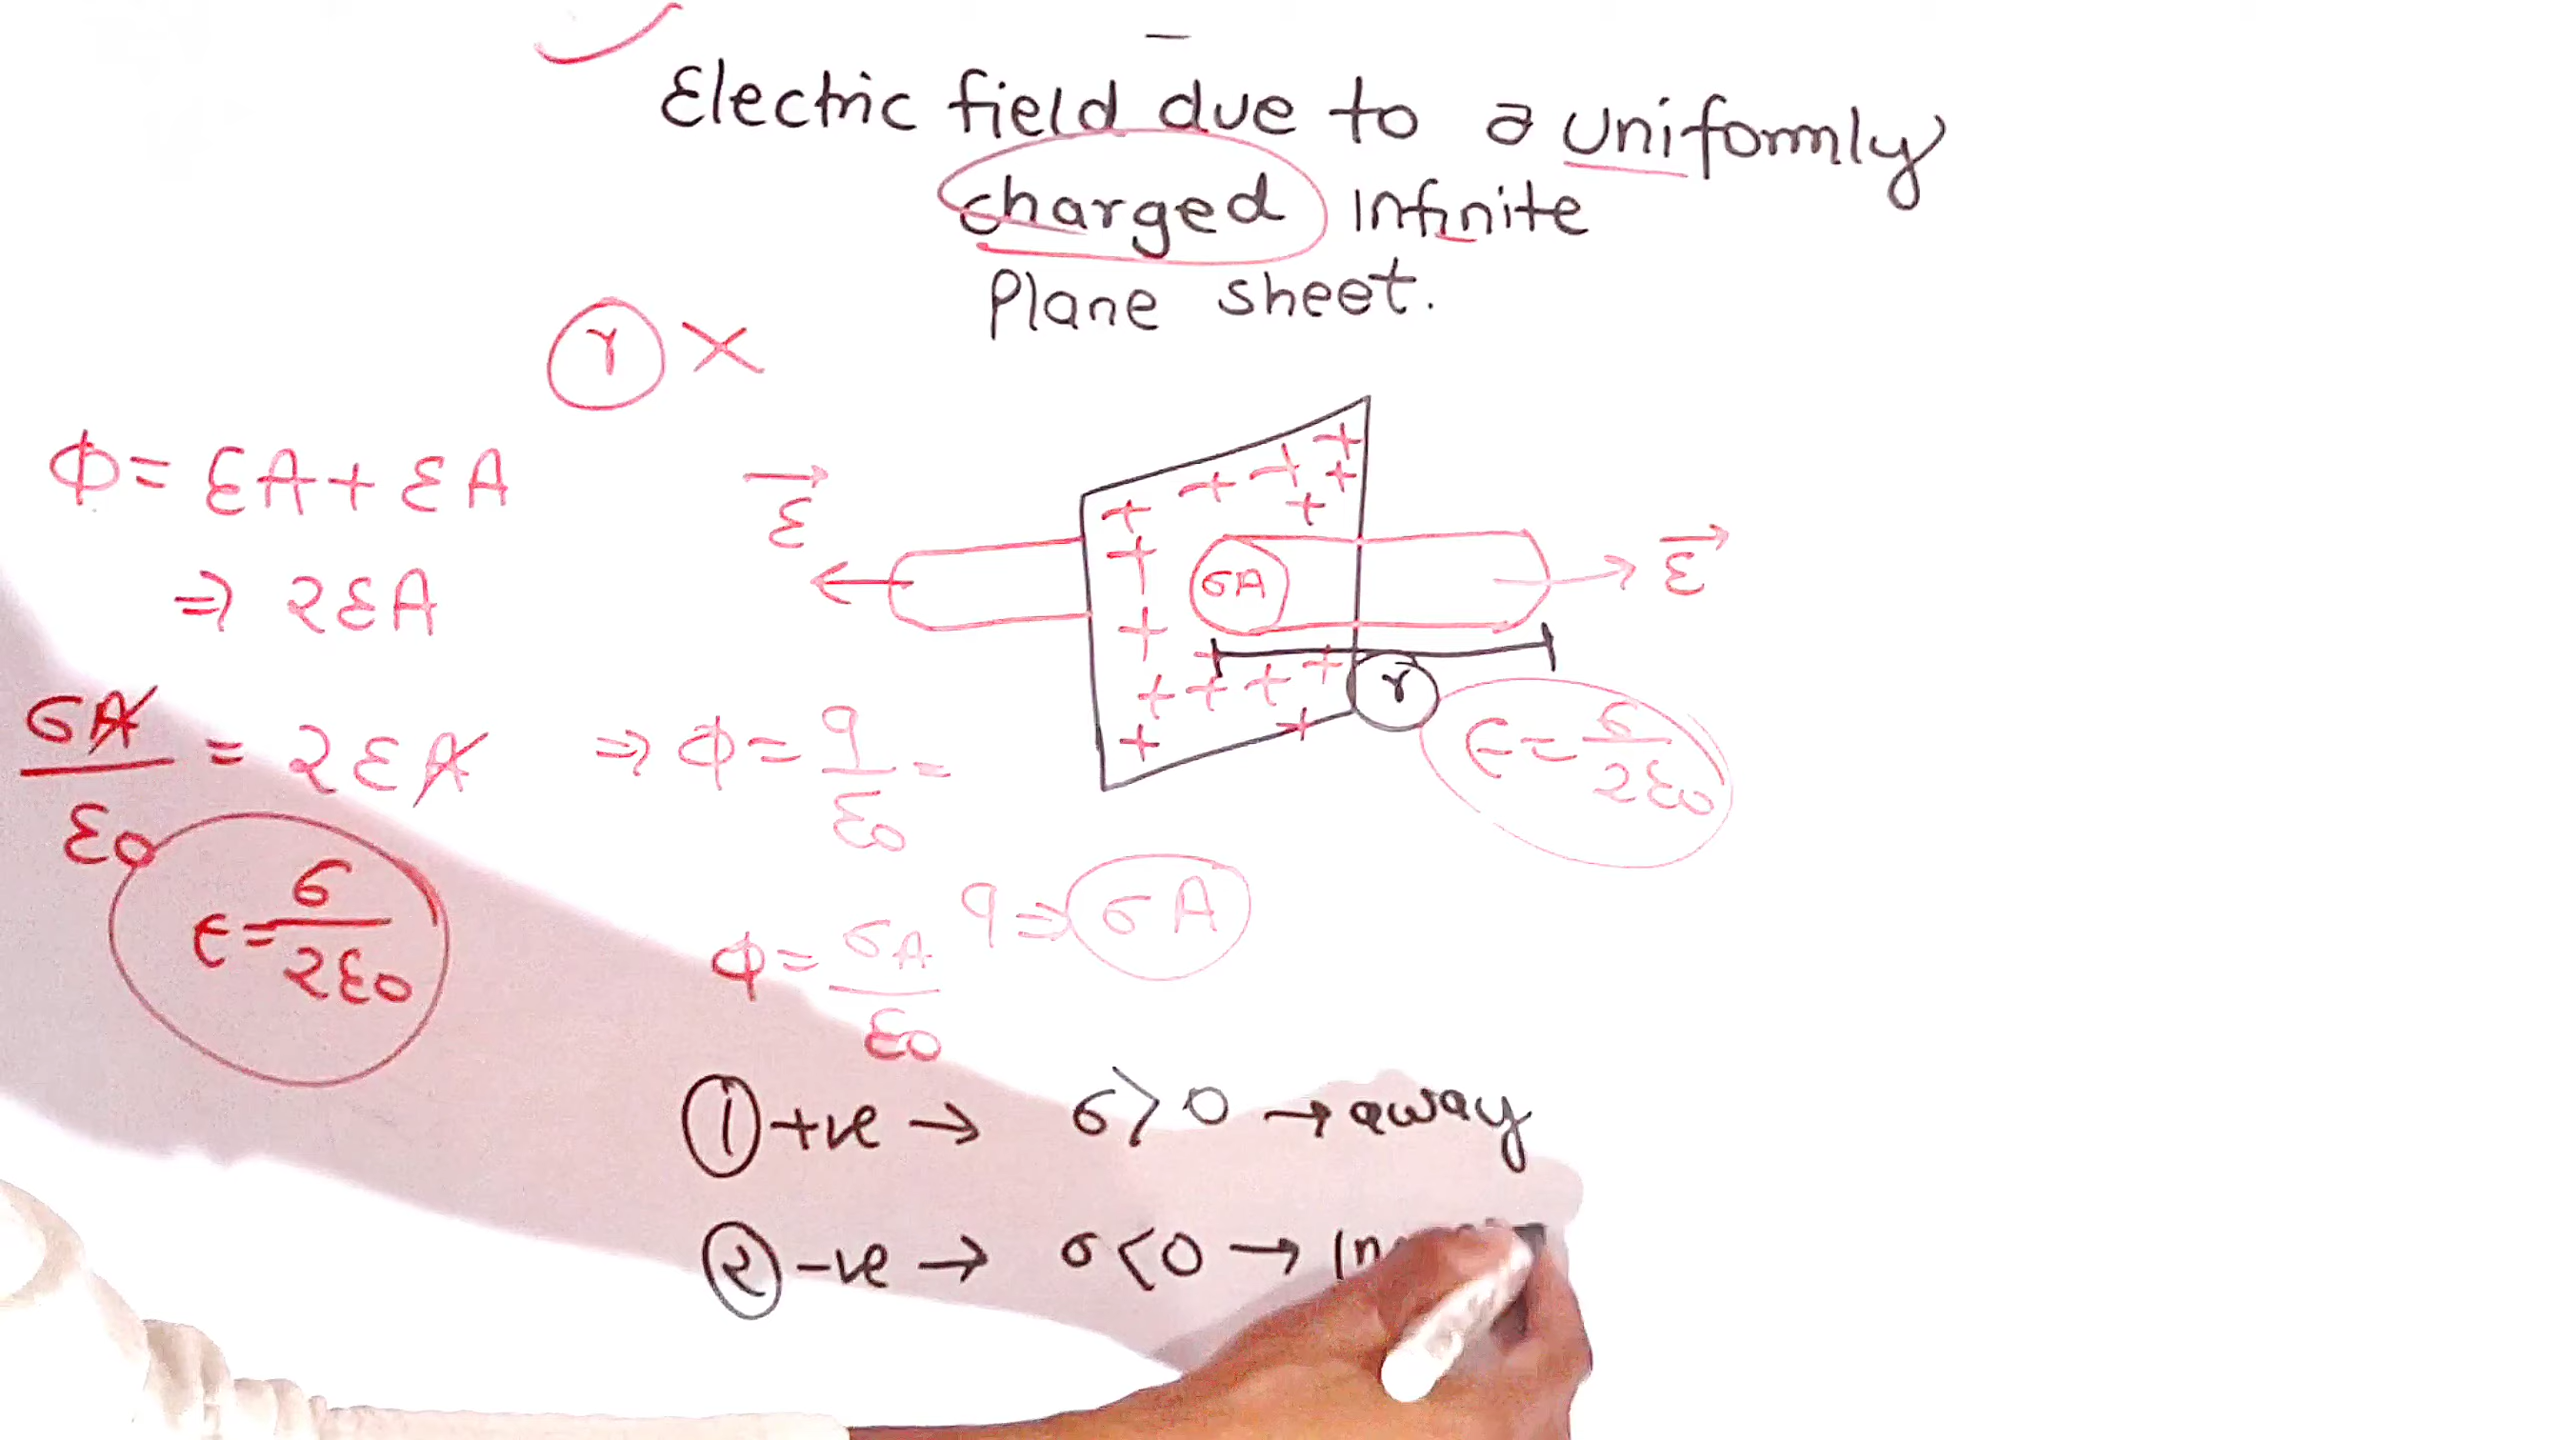 Electric field due to a uniformly
charged Infinite
Plane sheet.
r ×
Φ = EA + EA
⇒ 2EA
σA/ε0 = 2EA ⇒ Φ = q/ε0 =
E = σ/2ε0
Φ = σA/ε0
q ⇒ σA
E
E
σA
+ + + + + + + + + + + + + + + + +
r
E = σ/2ε0
① +ve → σ > 0 → away
② -ve → σ < 0 →